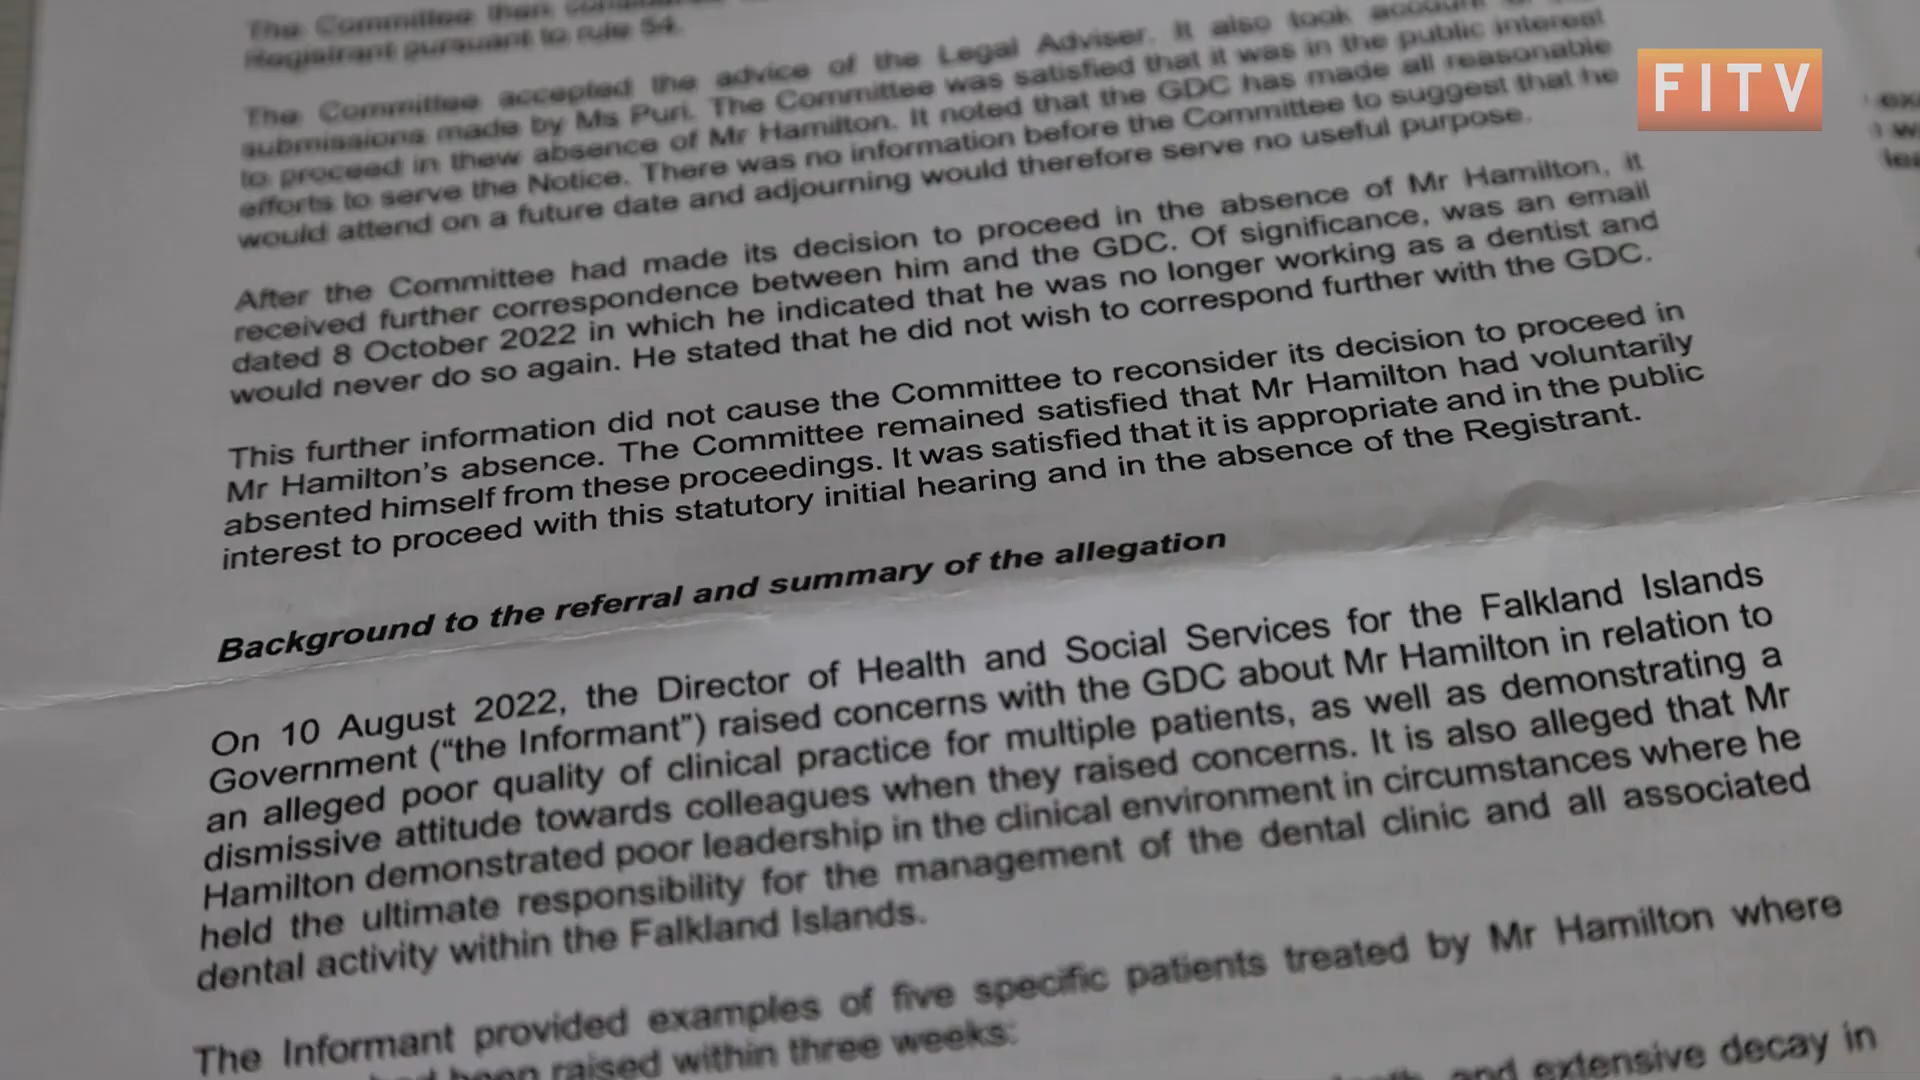 The Committee then
Registrant pursuant to rule 54.
The Committee accepted the advice of the Legal Adviser. It also took account of
submissions made by Ms Puri. The Committee was satisfied that it was in the public interest
to proceed in thew absence of Mr Hamilton. It noted that the GDC has made all reasonable
efforts to serve the Notice. There was no information before the Committee to suggest that he
would attend on a future date and adjourning would therefore serve no useful purpose.
After the Committee had made its decision to proceed in the absence of Mr Hamilton, it
received further correspondence between him and the GDC. Of significance, was an email
dated 8 October 2022 in which he indicated that he was no longer working as a dentist and
would never do so again. He stated that he did not wish to correspond further with the GDC.
This further information did not cause the Committee to reconsider its decision to proceed in
Mr Hamilton's absence. The Committee remained satisfied that Mr Hamilton had voluntarily
absented himself from these proceedings. It was satisfied that it is appropriate and in the public
interest to proceed with this statutory initial hearing and in the absence of the Registrant.
Background to the referral and summary of the allegation
On 10 August 2022, the Director of Health and Social Services for the Falkland Islands
Government (“the Informant”) raised concerns with the GDC about Mr Hamilton in relation to
an alleged poor quality of clinical practice for multiple patients, as well as demonstrating a
dismissive attitude towards colleagues when they raised concerns. It is also alleged that Mr
Hamilton demonstrated poor leadership in the clinical environment in circumstances where he
held the ultimate responsibility for the management of the dental clinic and all associated
dental activity within the Falkland Islands.
The Informant provided examples of five specific patients treated by Mr Hamilton where
been raised within three weeks:
and extensive decay in
FITV